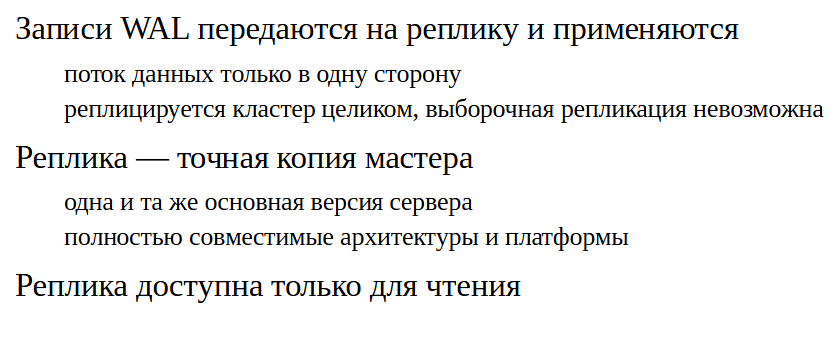 Записи WAL передаются на реплику и применяются
поток данных только в одну сторону
реплицируется кластер целиком, выборочная репликация невозможна
Реплика — точная копия мастера
одна и та же основная версия сервера
полностью совместимые архитектуры и платформы
Реплика доступна только для чтения